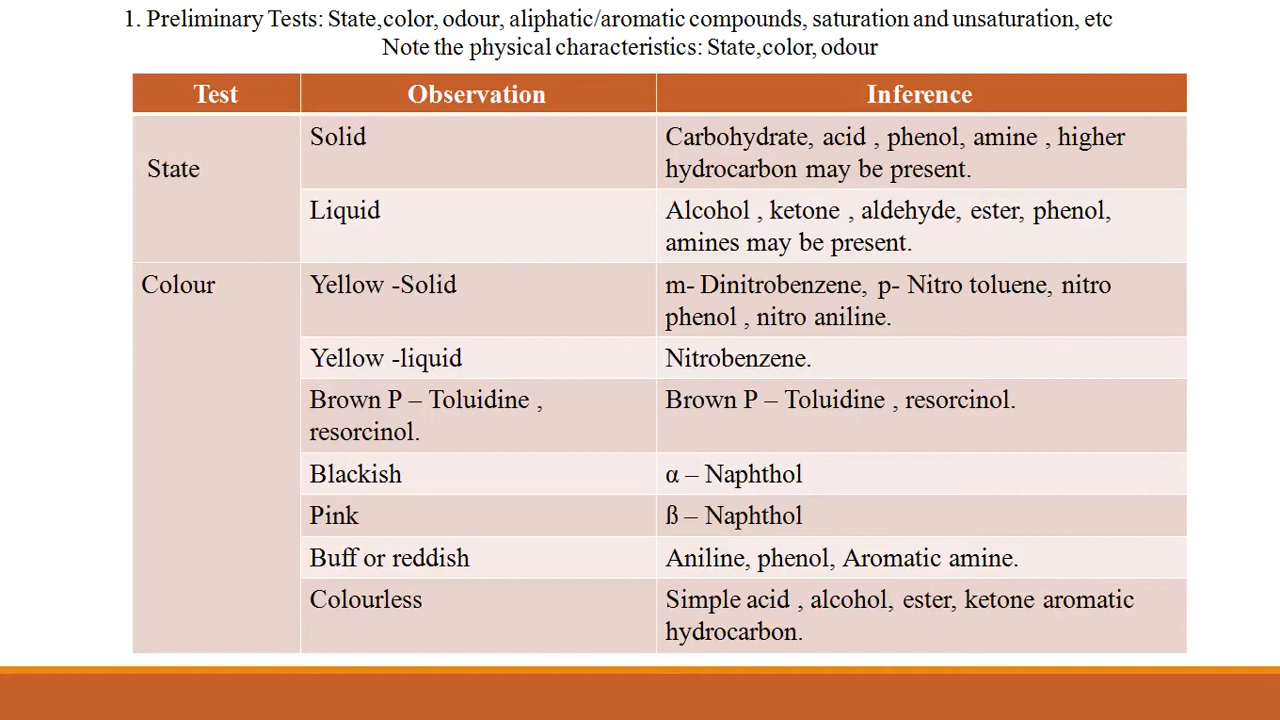 1. Preliminary Tests: State,color, odour, aliphatic/aromatic compounds, saturation and unsaturation, etc
Note the physical characteristics: State,color, odour
Test Observation Inference
State
Solid
Carbohydrate, acid , phenol, amine , higher
hydrocarbon may be present.
Liquid
Alcohol , ketone , aldehyde, ester, phenol,
amines may be present.
Colour
Yellow -Solid
m- Dinitrobenzene, p- Nitro toluene, nitro
phenol , nitro aniline.
Yellow -liquid
Nitrobenzene.
Brown P – Toluidine ,
resorcinol.
Brown P – Toluidine , resorcinol.
Blackish
α – Naphthol
Pink
ß – Naphthol
Buff or reddish
Aniline, phenol, Aromatic amine.
Colourless
Simple acid , alcohol, ester, ketone aromatic
hydrocarbon.